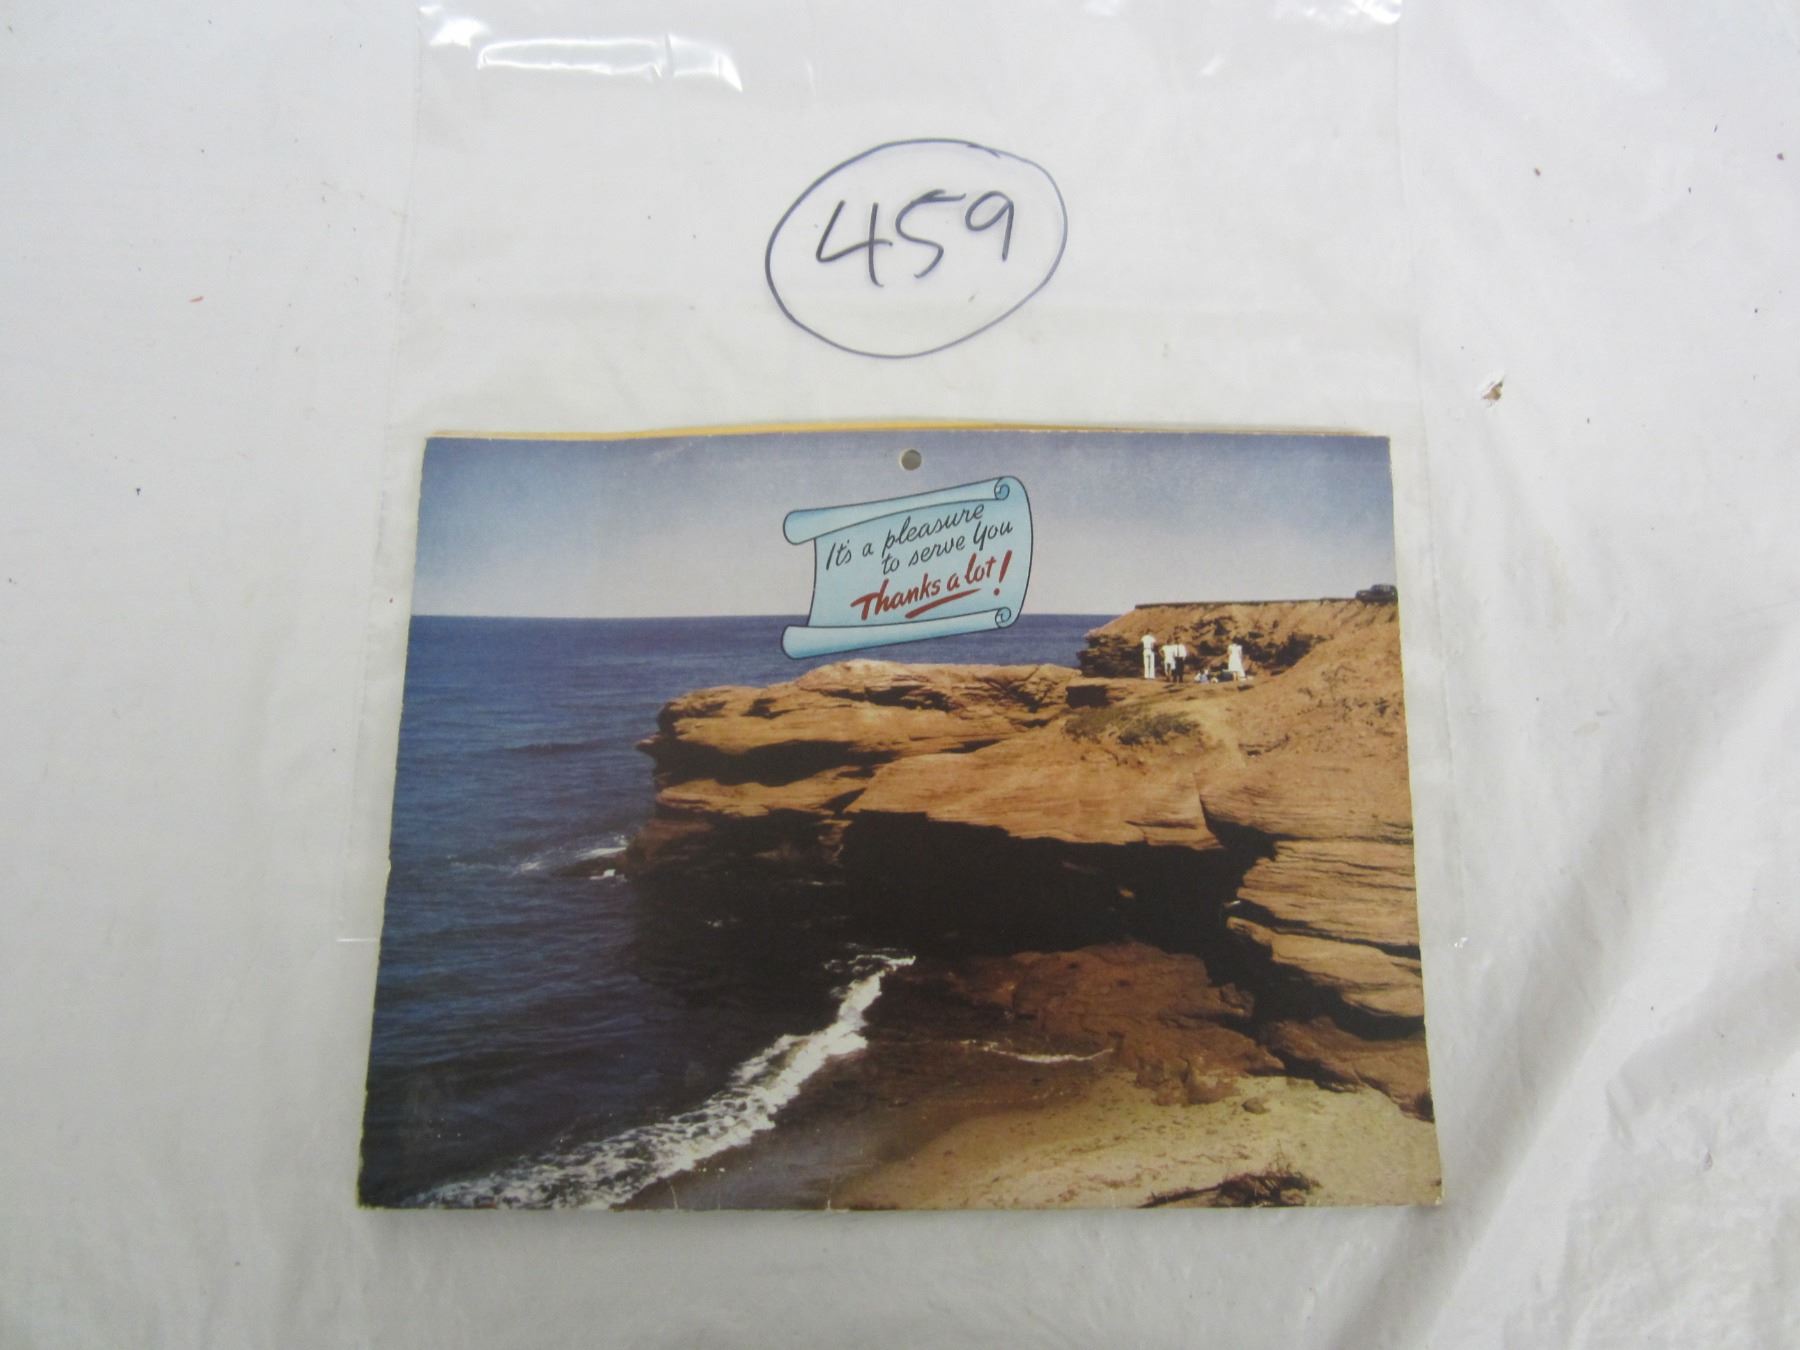 459
It's a pleasure
to serve You
Thanks a lot!